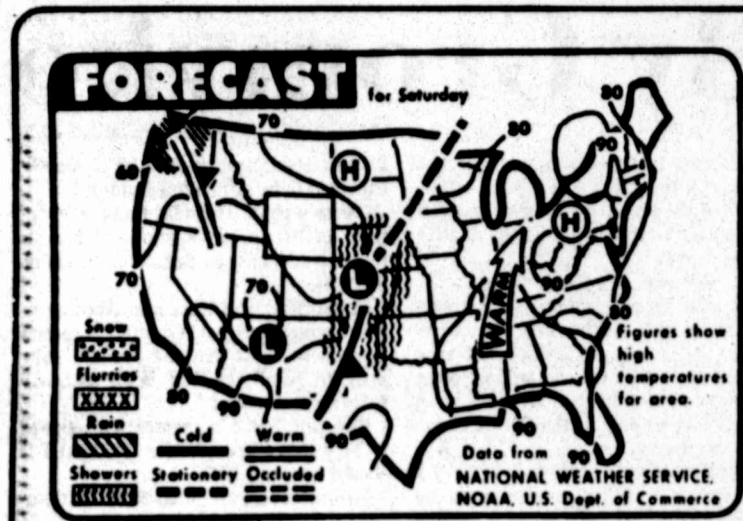 FORECAST
for Saturday
70
80
80
90
60
H
H
70
70
L
L
WARM
90
80
80
90
90
90
90
Snow
Flurries
XXXX
Rain
Showers
Cold Warm
Stationary Occluded
Figures show
high
temperatures
for area.
Data from
NATIONAL WEATHER SERVICE,
NOAA, U.S. Dept. of Commerce